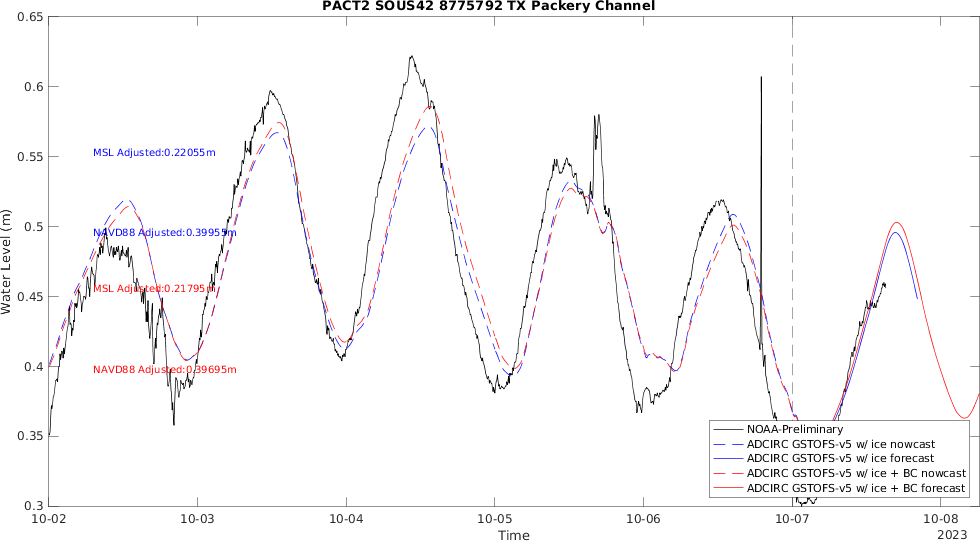 PACT2 SOUS42 8775792 TX Packery Channel
0.65
0.6
0.55
0.5
0.45
0.4
0.35
0.3
Water Level (m)
MSL Adjusted:0.22055m
NAVD88 Adjusted:0.39955m
MSL Adjusted:0.21795m
NAVD88 Adjusted:0.39695m
NOAA-Preliminary
ADCIRC GSTOFS-v5 w/ ice nowcast
ADCIRC GSTOFS-v5 w/ ice forecast
ADCIRC GSTOFS-v5 w/ ice + BC nowcast
ADCIRC GSTOFS-v5 w/ ice + BC forecast
10-02 10-03 10-04 10-05 10-06 10-07 10-08
Time
2023